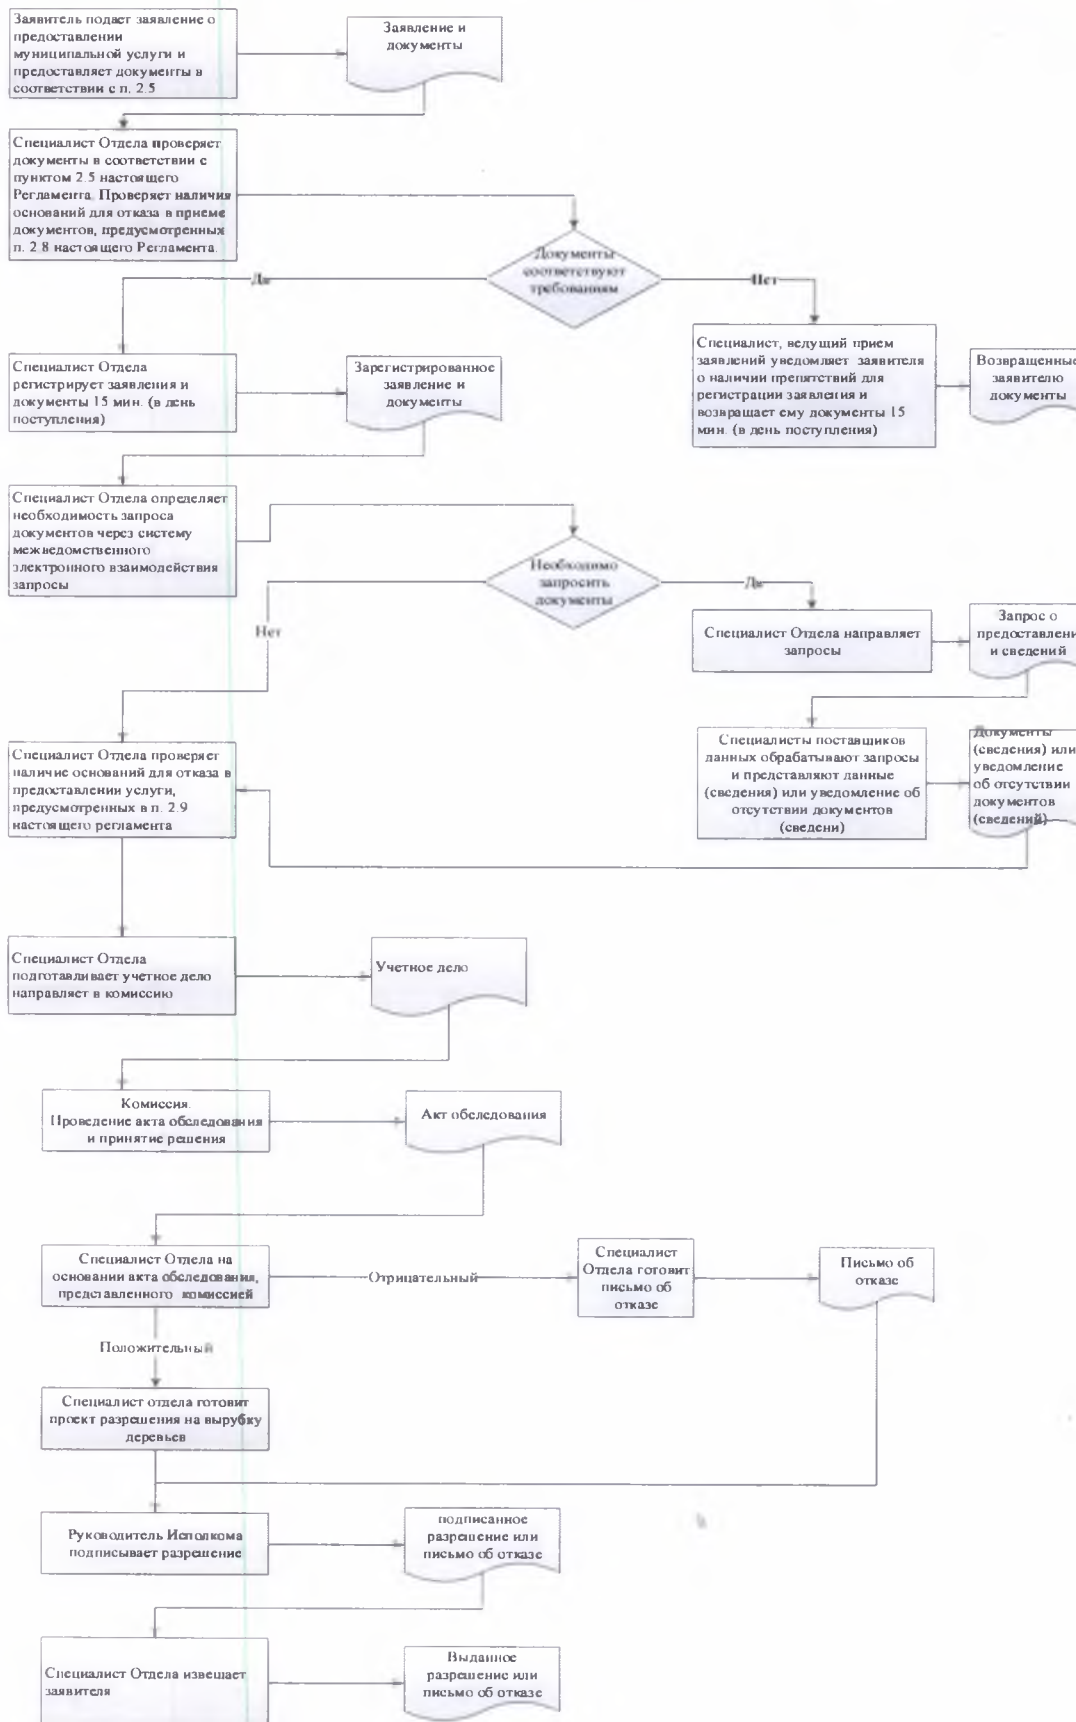 Заявитель подает заявление о
предоставлении
муниципальной услуги и
предоставляет документы в
соответствии с п. 2.5
Заявление и
документы
Специалист Отдела проверяет
документы в соответствии с
пунктом 2.5 настоящего
Регламента. Проверяет наличия
оснований для отказа в приеме
документов, предусмотренных
п. 2.8 настоящего Регламента.
Документы
соответствуют
требованиям
Да
Нет
Специалист Отдела
регистрирует заявления и
документы 15 мин. (в день
поступления)
Зарегистрированное
заявление и
документы
Специалист, ведущий прием
заявлений уведомляет заявителя
о наличии препятствий для
регистрации заявления и
возвращает ему документы 15
мин. (в день поступления)
Возвращенные
заявителю
документы
Специалист Отдела определяет
необходимость запроса
документов через систему
межведомственного
электронного взаимодействия
запросы
Необходимо
запросить
документы
Да
Нет
Специалист Отдела направляет
запросы
Запрос о
предоставлени
и сведений
Специалист Отдела проверяет
наличие оснований для отказа в
предоставлении услуги,
предусмотренных в п. 2.9
настоящего регламента
Специалисты поставщиков
данных обрабатывают запросы
и представляют данные
(сведения) или уведомление об
отсутствии документов
(сведени)
Документы
(сведения) или
уведомление
об отсутствии
документов
(сведений)
Специалист Отдела
подготавливает учетное дело
направляет в комиссию
Учетное дело
Комиссия.
Проведение акта обследования
и принятие решения
Акт обследования
Специалист Отдела на
основании акта обследования,
представленного комиссией
Отрицательный
Специалист
Отдела готовит
письмо об
отказе
Письмо об
отказе
Положительный
Специалист отдела готовит
проект разрешения на вырубку
деревьев
Руководитель Исполкома
подписывает разрешение
подписанное
разрешение или
письмо об отказе
Специалист Отдела извещает
заявителя
Выданное
разрешение или
письмо об отказе